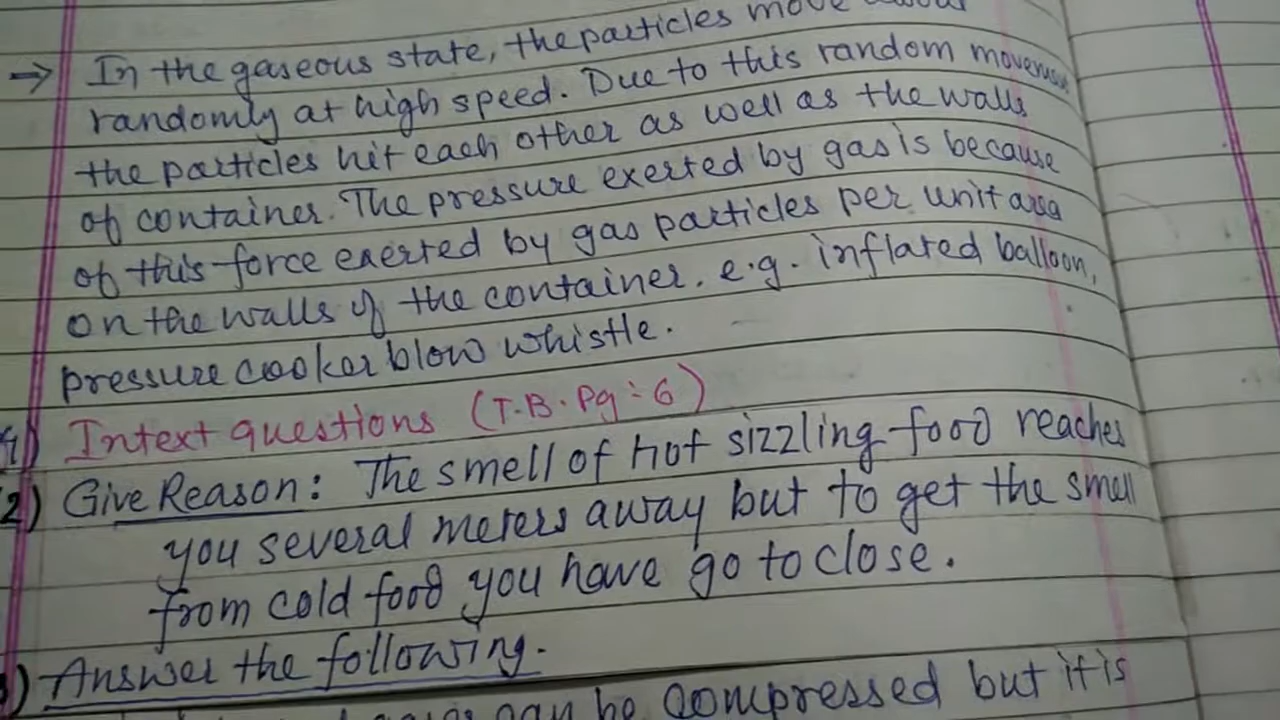 → In the gaseous state, the particles move about
randomly at high speed. Due to this random movement
the particles hit each other as well as the walls
of container. The pressure exerted by gas is because
of this force exerted by gas particles per unit area
on the walls of the container. e.g. inflated balloon,
pressure cooker blow whistle.
1) Intext questions (T.B. Pg:6)
2) Give Reason: The smell of hot sizzling food reaches
you several meters away but to get the smell
from cold food you have go to close.
3) Answer the following.
can be compressed but it is